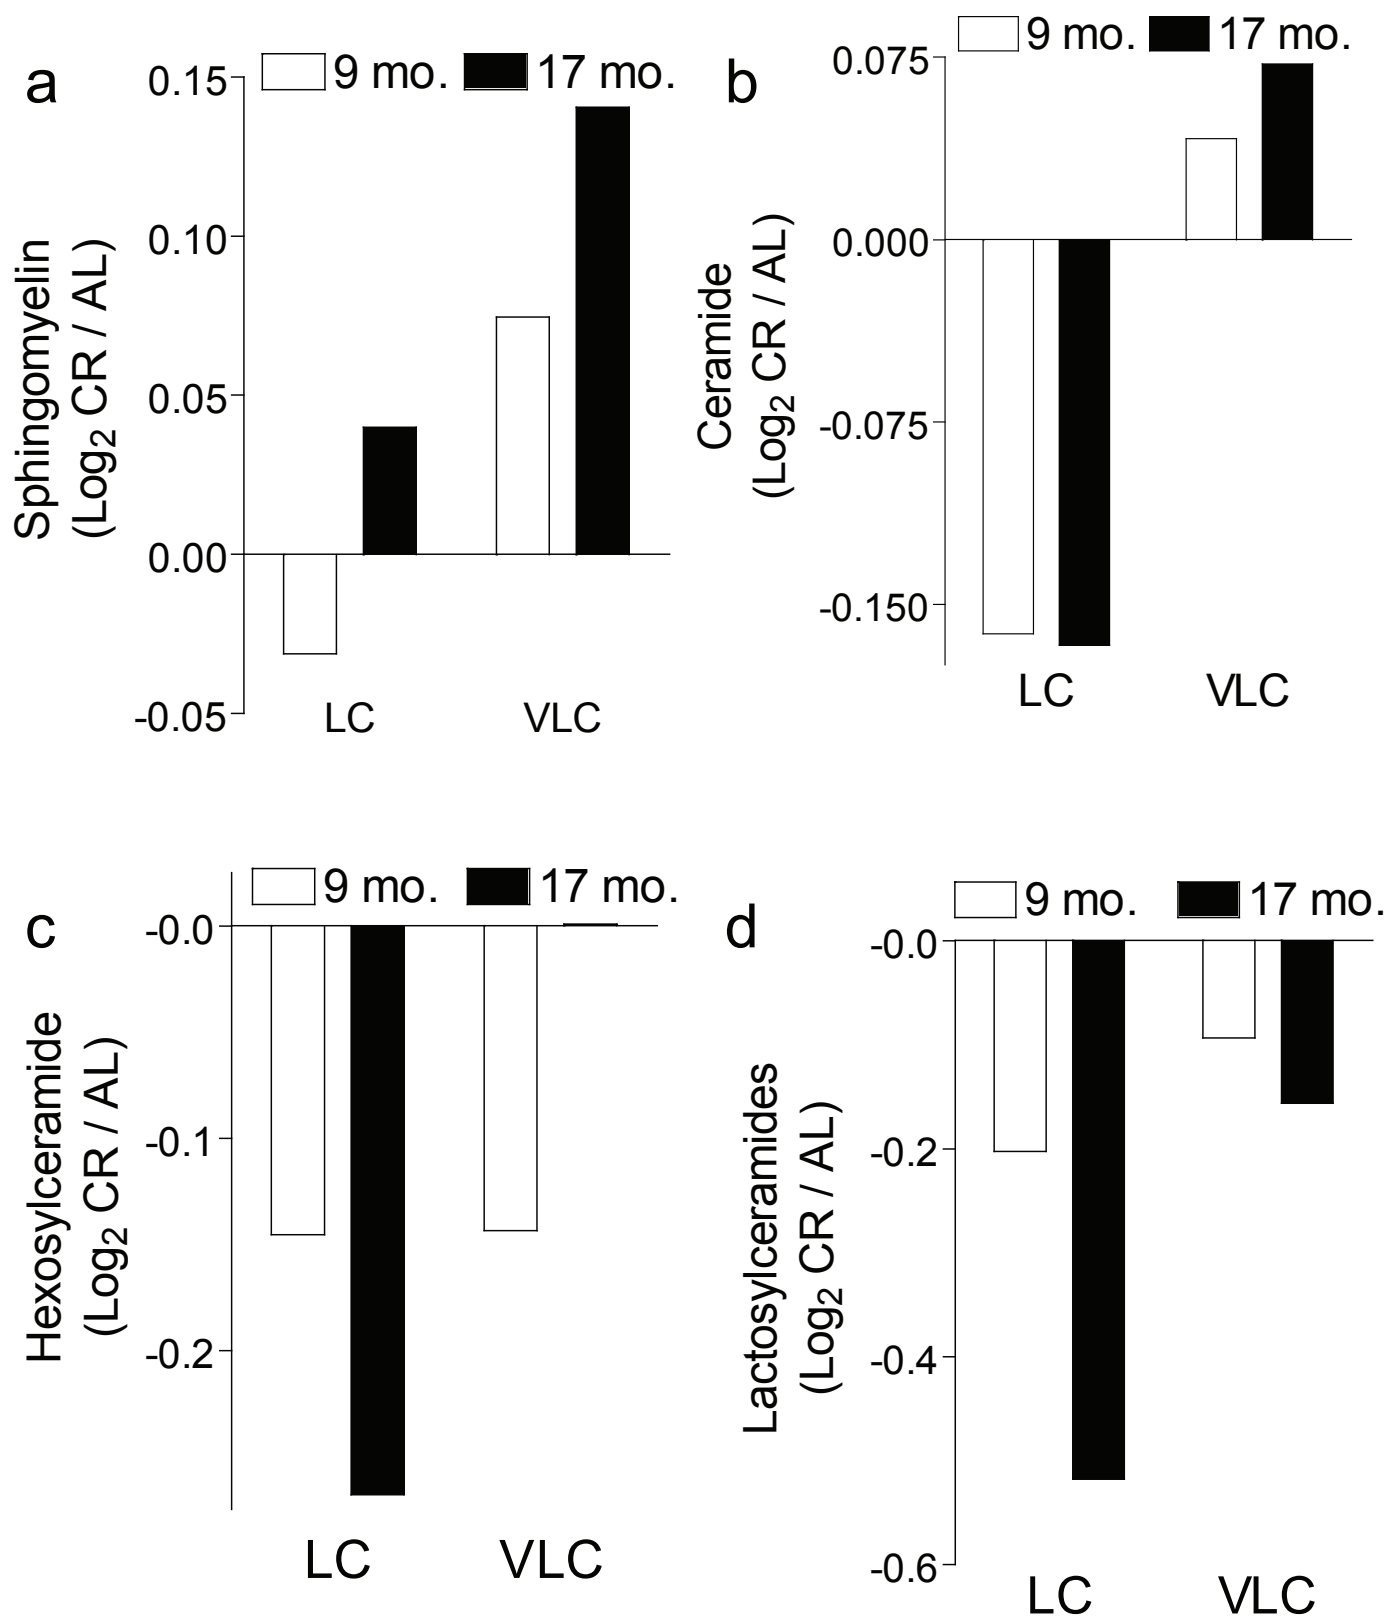 a
9 mo. 17 mo.
0.15
0.10
0.05
0.00
-0.05
Sphingomyelin
(Log2 CR / AL)
LC VLC
b
9 mo. 17 mo.
0.075
0.000
-0.075
-0.150
Ceramide
(Log2 CR / AL)
LC VLC
c
9 mo. 17 mo.
-0.0
-0.1
-0.2
Hexosylceramide
(Log2 CR / AL)
LC VLC
d
9 mo. 17 mo.
-0.0
-0.2
-0.4
-0.6
Lactosylceramides
(Log2 CR / AL)
LC VLC